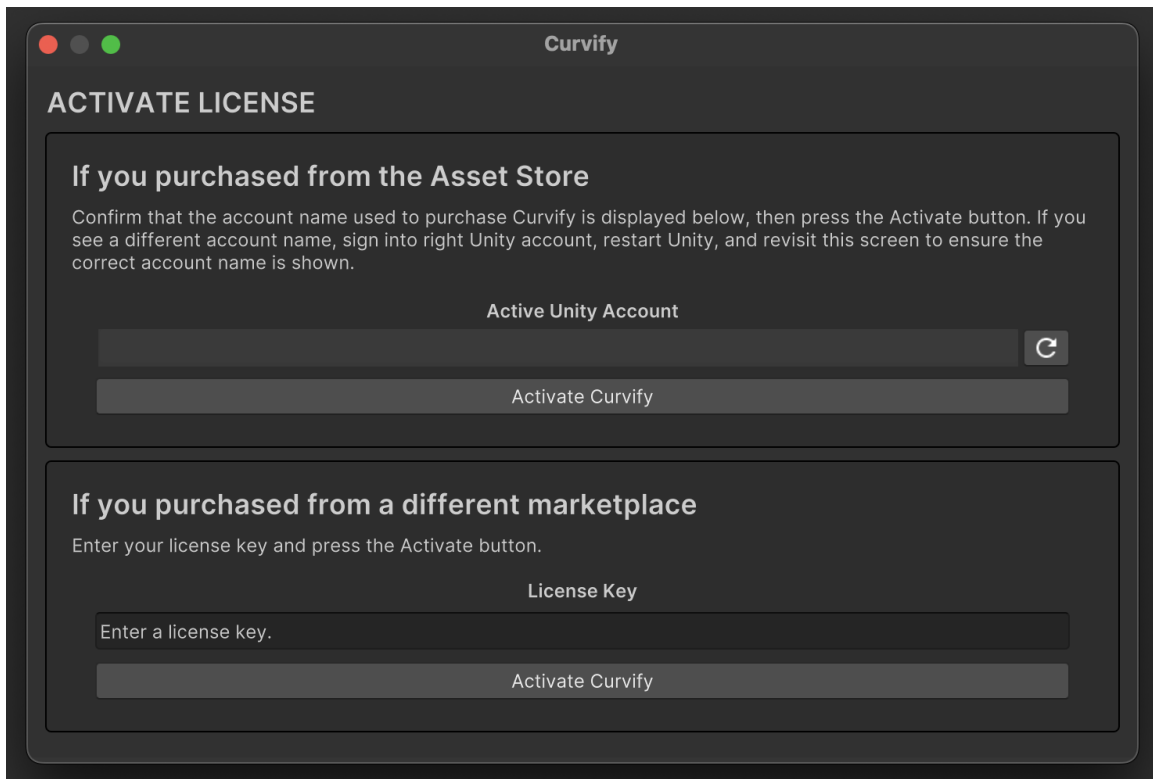 Curvify
ACTIVATE LICENSE
If you purchased from the Asset Store
Confirm that the account name used to purchase Curvify is displayed below, then press the Activate button. If you
see a different account name, sign into right Unity account, restart Unity, and revisit this screen to ensure the
correct account name is shown.
Active Unity Account
Activate Curvify
If you purchased from a different marketplace
Enter your license key and press the Activate button.
License Key
Enter a license key.
Activate Curvify